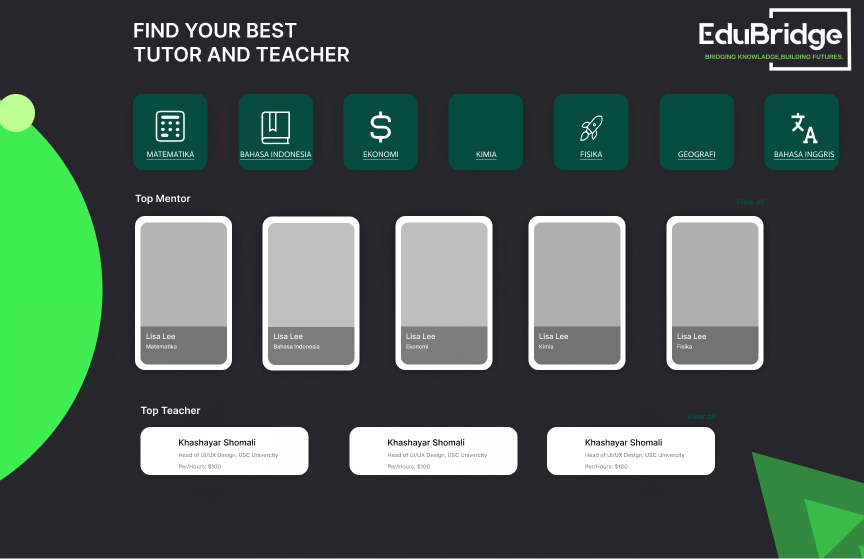 FIND YOUR BEST
TUTOR AND TEACHER
EduBridge
BRIDGING KNOWLADGE,BUILDING FUTURES.
MATEMATIKA
BAHASA INDONESIA
EKONOMI
KIMIA
FISIKA
GEOGRAFI
BAHASA INGGRIS
Top Mentor
View all
Lisa Lee
Matematika
Lisa Lee
Bahasa Indonesia
Lisa Lee
Ekonomi
Lisa Lee
Kimia
Lisa Lee
Fisika
Top Teacher
View all
Khashayar Shomali
Head of UI/UX Design, USC Univercity
Per/Hours: $100
Khashayar Shomali
Head of UI/UX Design, USC Univercity
Per/Hours: $100
Khashayar Shomali
Head of UI/UX Design, USC Univercity
Per/Hours: $100